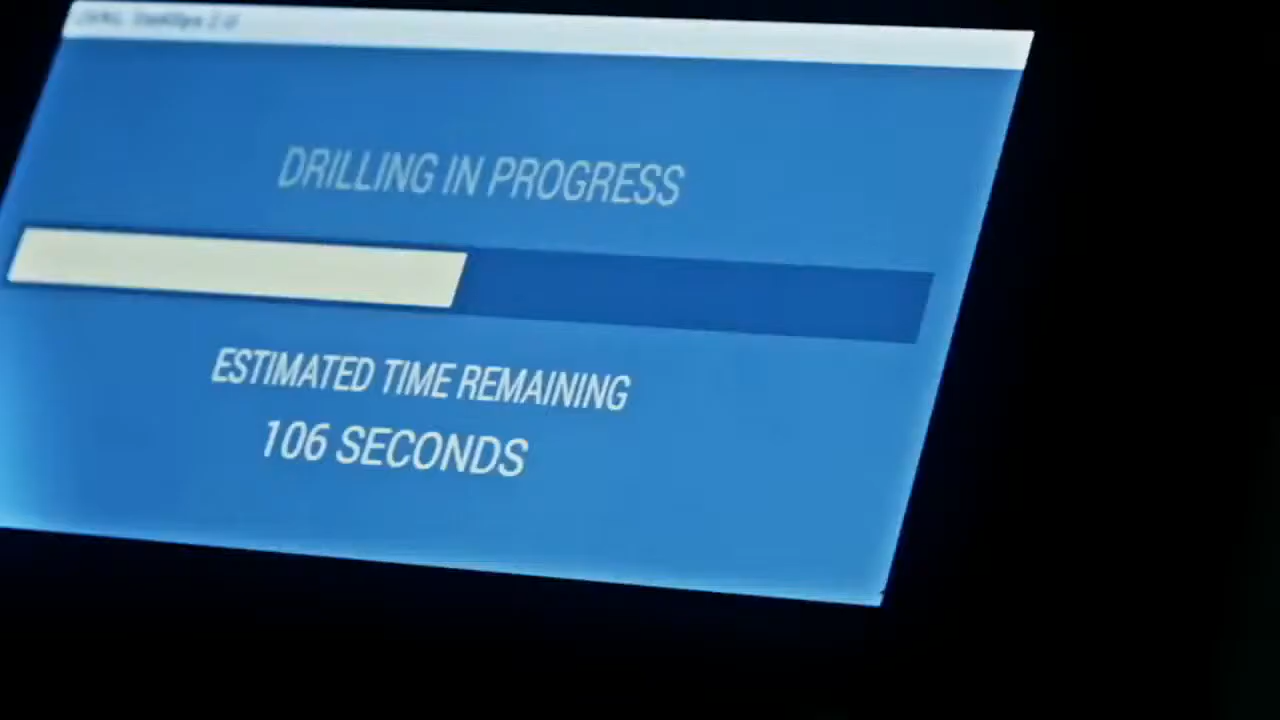 DRILLING IN PROGRESS
ESTIMATED TIME REMAINING
106 SECONDS